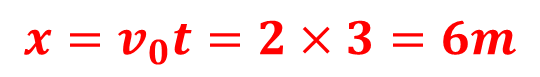 x = v₀t = 2 × 3 = 6m